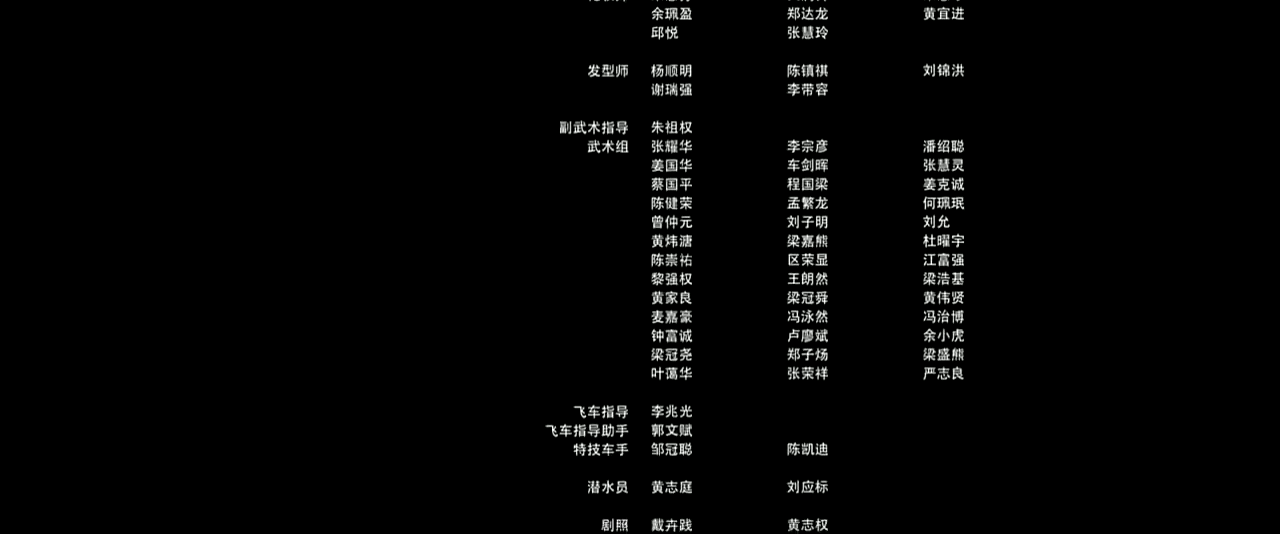 余珮盈 郑达龙 黄宜进
邱悦 张慧玲
发型师 杨顺明 陈镇祺 刘锦洪
谢瑞强 李带容
副武术指导 朱祖权
武术组 张耀华 李宗彦 潘绍聪
姜国华 车剑晖 张慧灵
蔡国平 程国梁 姜克诚
陈健荣 孟繁龙 何珮珉
曾仲元 刘子明 刘允
黄炜溏 梁嘉熊 杜曜宇
陈崇祐 区荣显 江富强
黎强权 王朗然 梁浩基
黄家良 梁冠舜 黄伟贤
麦嘉豪 冯泳然 冯治博
钟富诚 卢廖斌 余小虎
梁冠尧 郑子炀 梁盛熊
叶蔼华 张荣祥 严志良
飞车指导 李兆光
飞车指导助手 郭文赋
特技车手 邹冠聪 陈凯迪
潜水员 黄志庭 刘应标
剧照 戴卉践 黄志权